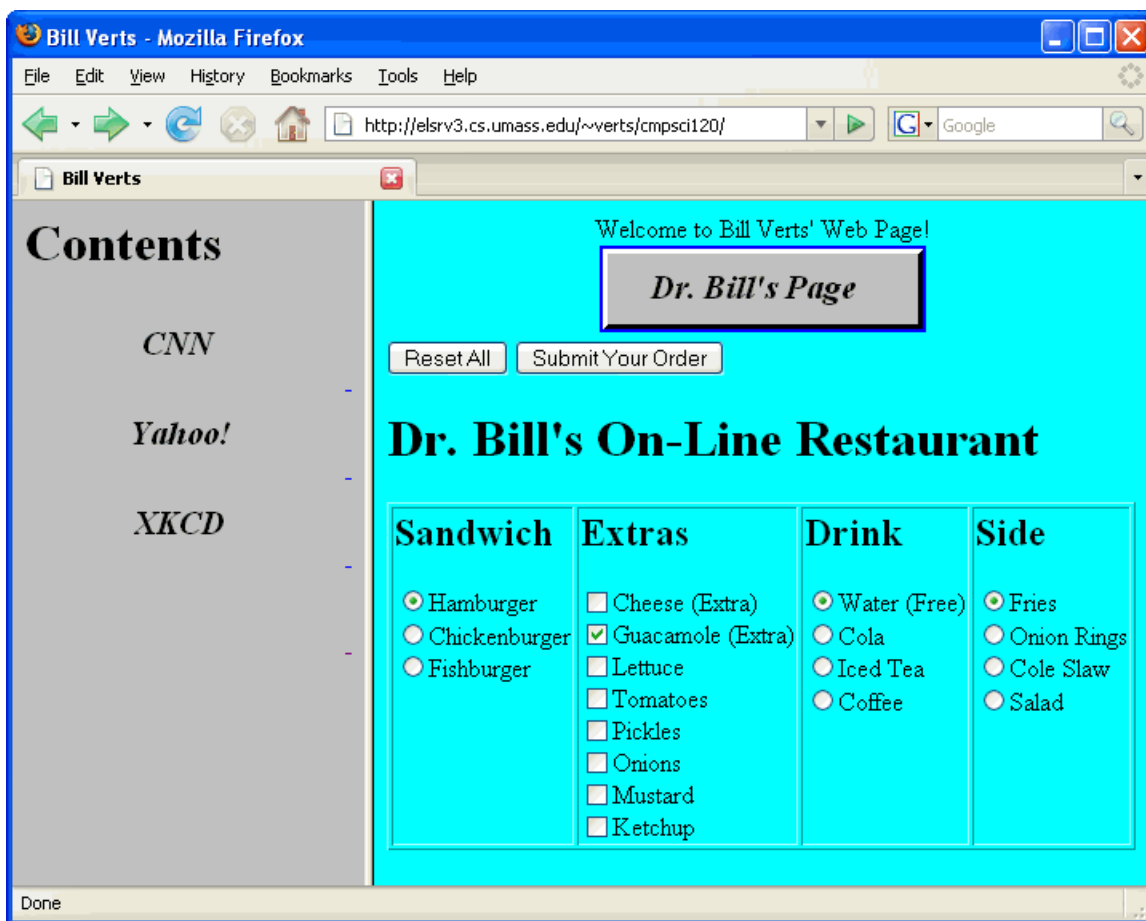 Bill Verts - Mozilla Firefox
File Edit View History Bookmarks Tools Help
http://elsrv3.cs.umass.edu/~verts/cmpsci120/
G Google
Bill Verts
Contents
CNN
Yahoo!
XKCD
Welcome to Bill Verts' Web Page!
Dr. Bill's Page
Reset All Submit Your Order
Dr. Bill's On-Line Restaurant
Sandwich
Hamburger
Chickenburger
Fishburger
Extras
Cheese (Extra)
Guacamole (Extra)
Lettuce
Tomatoes
Pickles
Onions
Mustard
Ketchup
Drink
Water (Free)
Cola
Iced Tea
Coffee
Side
Fries
Onion Rings
Cole Slaw
Salad
Done